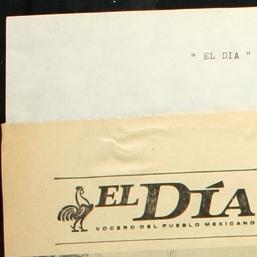 " EL DIA "
EL DÍA
VOCERO DEL PUEBLO MEXICANO